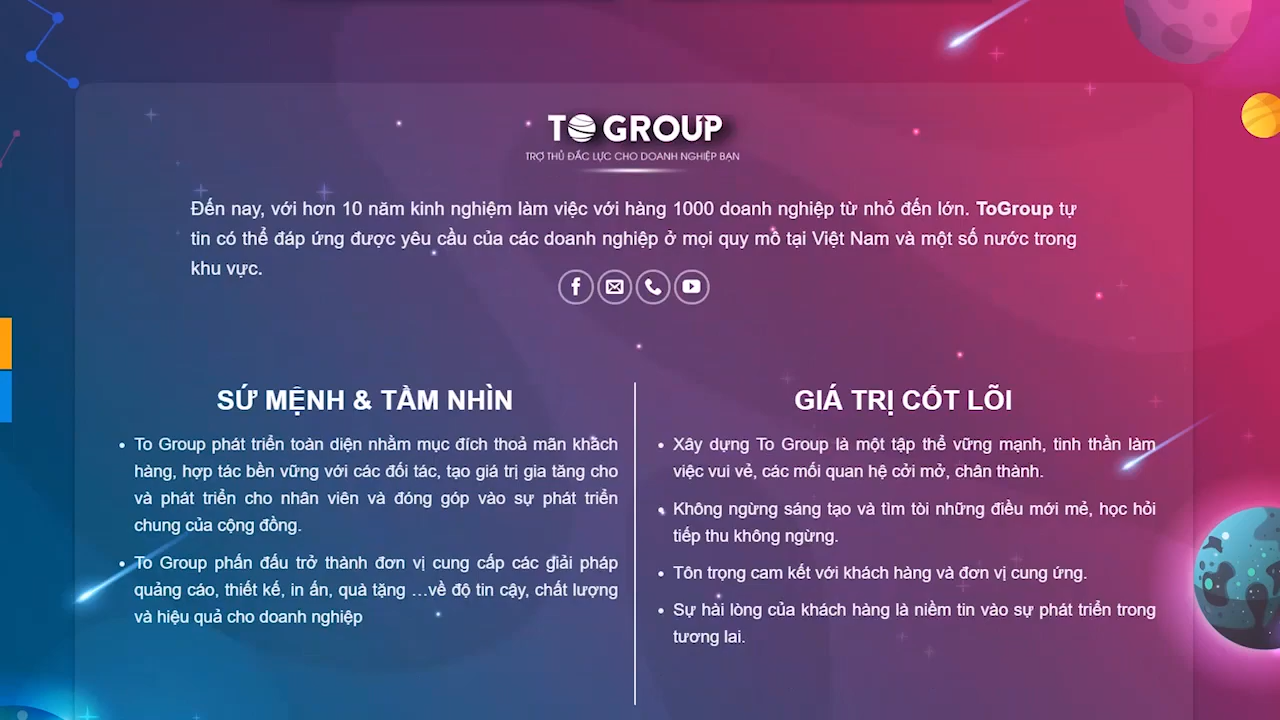 TO GROUP
TRỢ THỦ ĐẮC LỰC CHO DOANH NGHIỆP BẠN
Đến nay, với hơn 10 năm kinh nghiệm làm việc với hàng 1000 doanh nghiệp từ nhỏ đến lớn. ToGroup tự
tin có thể đáp ứng được yêu cầu của các doanh nghiệp ở mọi quy mô tại Việt Nam và một số nước trong
khu vực.
SỨ MỆNH & TẦM NHÌN
• To Group phát triển toàn diện nhằm mục đích thoả mãn khách
hàng, hợp tác bền vững với các đối tác, tạo giá trị gia tăng cho
và phát triển cho nhân viên và đóng góp vào sự phát triển
chung của cộng đồng.
• To Group phấn đấu trở thành đơn vị cung cấp các giải pháp
quảng cáo, thiết kế, in ấn, quà tặng …về độ tin cậy, chất lượng
và hiệu quả cho doanh nghiệp
GIÁ TRỊ CỐT LÕI
• Xây dựng To Group là một tập thể vững mạnh, tinh thần làm
việc vui vẻ, các mối quan hệ cởi mở, chân thành.
• Không ngừng sáng tạo và tìm tòi những điều mới mẻ, học hỏi
tiếp thu không ngừng.
• Tôn trọng cam kết với khách hàng và đơn vị cung ứng.
• Sự hài lòng của khách hàng là niềm tin vào sự phát triển trong
tương lai.